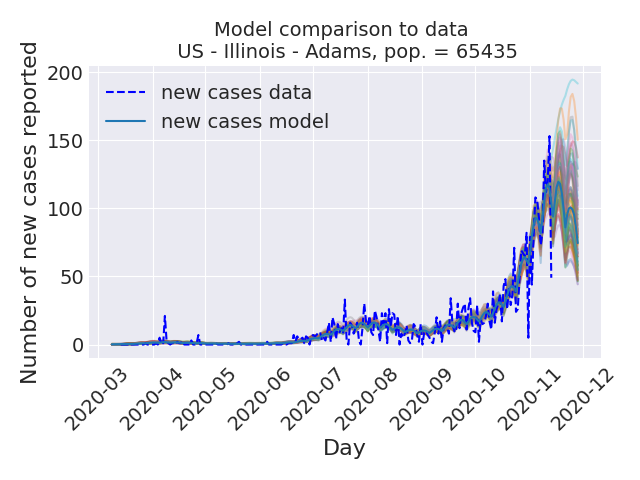 Model comparison to data
US - Illinois - Adams, pop. = 65435
Number of new cases reported
200
150
100
50
0
new cases data
new cases model
2020-03
2020-04
2020-05
2020-06
2020-07
2020-08
2020-09
2020-10
2020-11
2020-12
Day